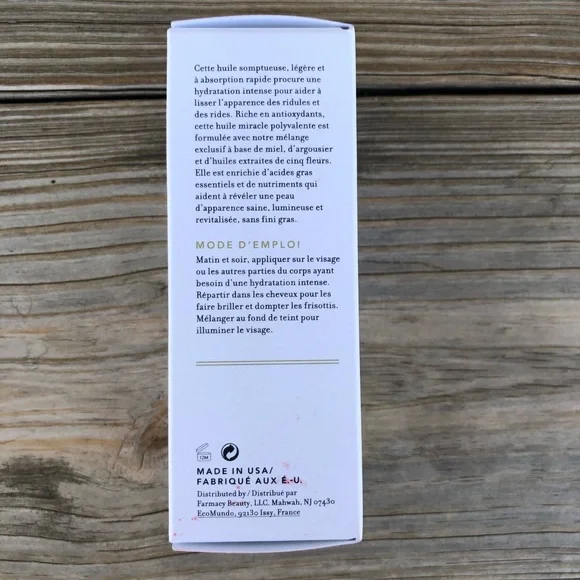 Cette huile somptueuse, légère et
à absorption rapide procure une
hydratation intense pour aider à
lisser l'apparence des ridules et
des rides. Riche en antioxydants,
cette huile miracle polyvalente est
formulée avec notre mélange
exclusif à base de miel, d'argousier
et d'huiles extraites de cinq fleurs.
Elle est enrichie d'acides gras
essentiels et de nutriments qui
aident à révéler une peau
d'apparence saine, lumineuse et
revitalisée, sans fini gras.
MODE D'EMPLOI
Matin et soir, appliquer sur le visage
ou les autres parties du corps ayant
besoin d'une hydratation intense.
Répartir dans les cheveux pour les
faire briller et dompter les frisottis.
Mélanger au fond de teint pour
illuminer le visage.
12M
MADE IN USA/
FABRIQUÉ AUX É.-U.
Distributed by / Distribué par
Farmacy Beauty, LLC. Mahwah, NJ 07430
EcoMundo, 92130 Issy, France